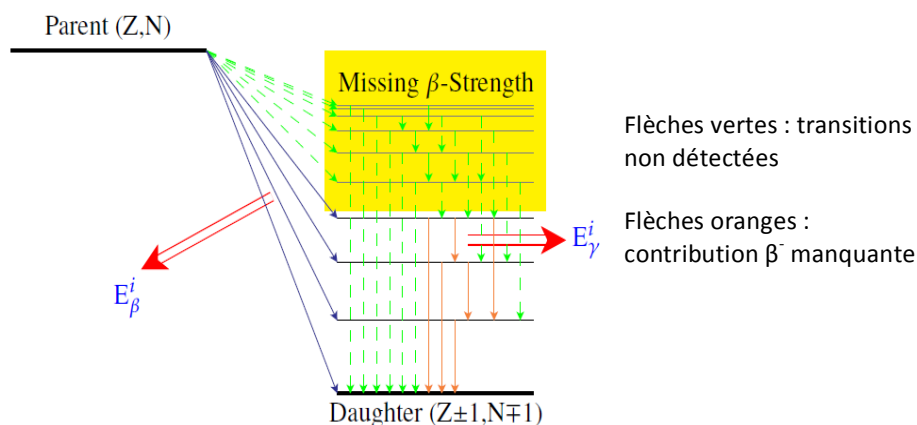 Parent (Z,N)
Missing β-Strength
Flèches vertes : transitions
non détectées
Flèches oranges :
contribution β⁻ manquante
E_γ^i
E_β^i
Daughter (Z±1,N∓1)